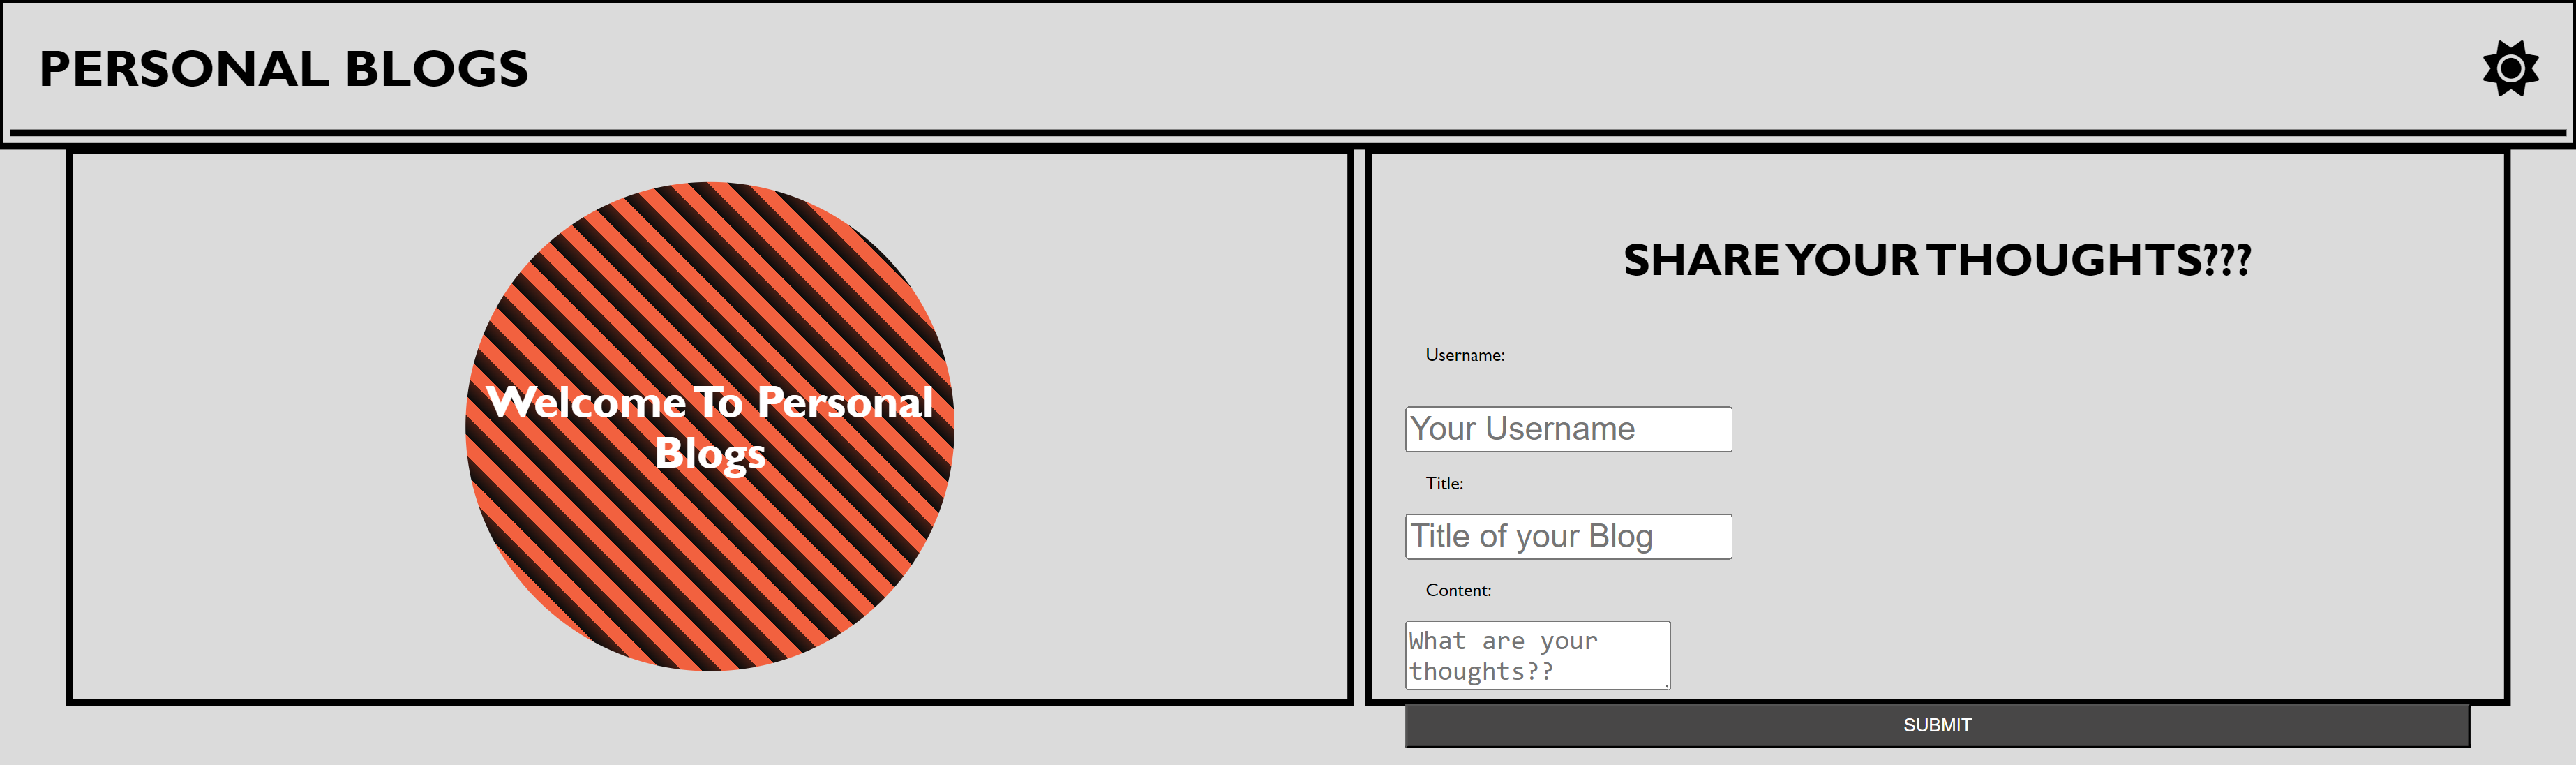 PERSONAL BLOGS
Welcome To Personal
Blogs
SHARE YOUR THOUGHTS???
Username:
Your Username
Title:
Title of your Blog
Content:
What are your
thoughts??
SUBMIT